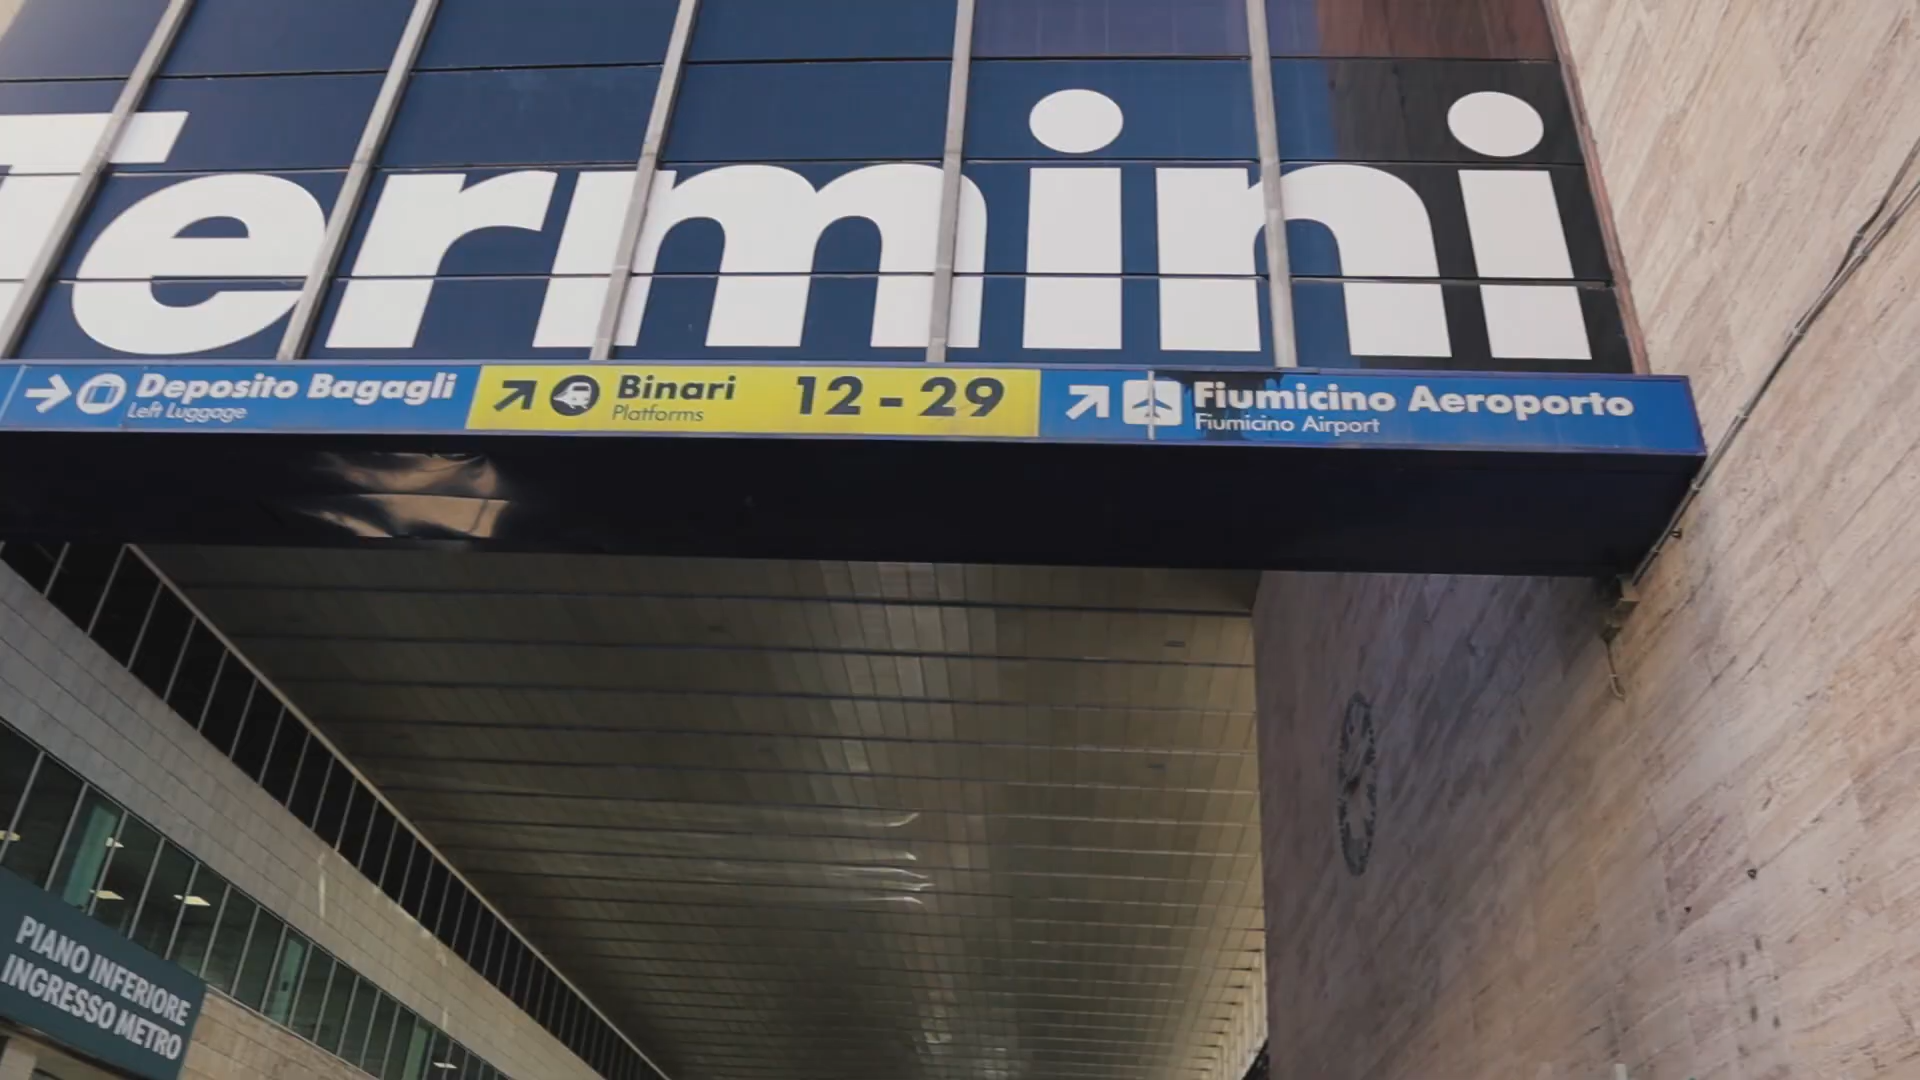 Termini
Deposito Bagagli
Left Luggage
Binari 12 - 29
Platforms
Fiumicino Aeroporto
Fiumicino Airport
PIANO INFERIORE
INGRESSO METRO